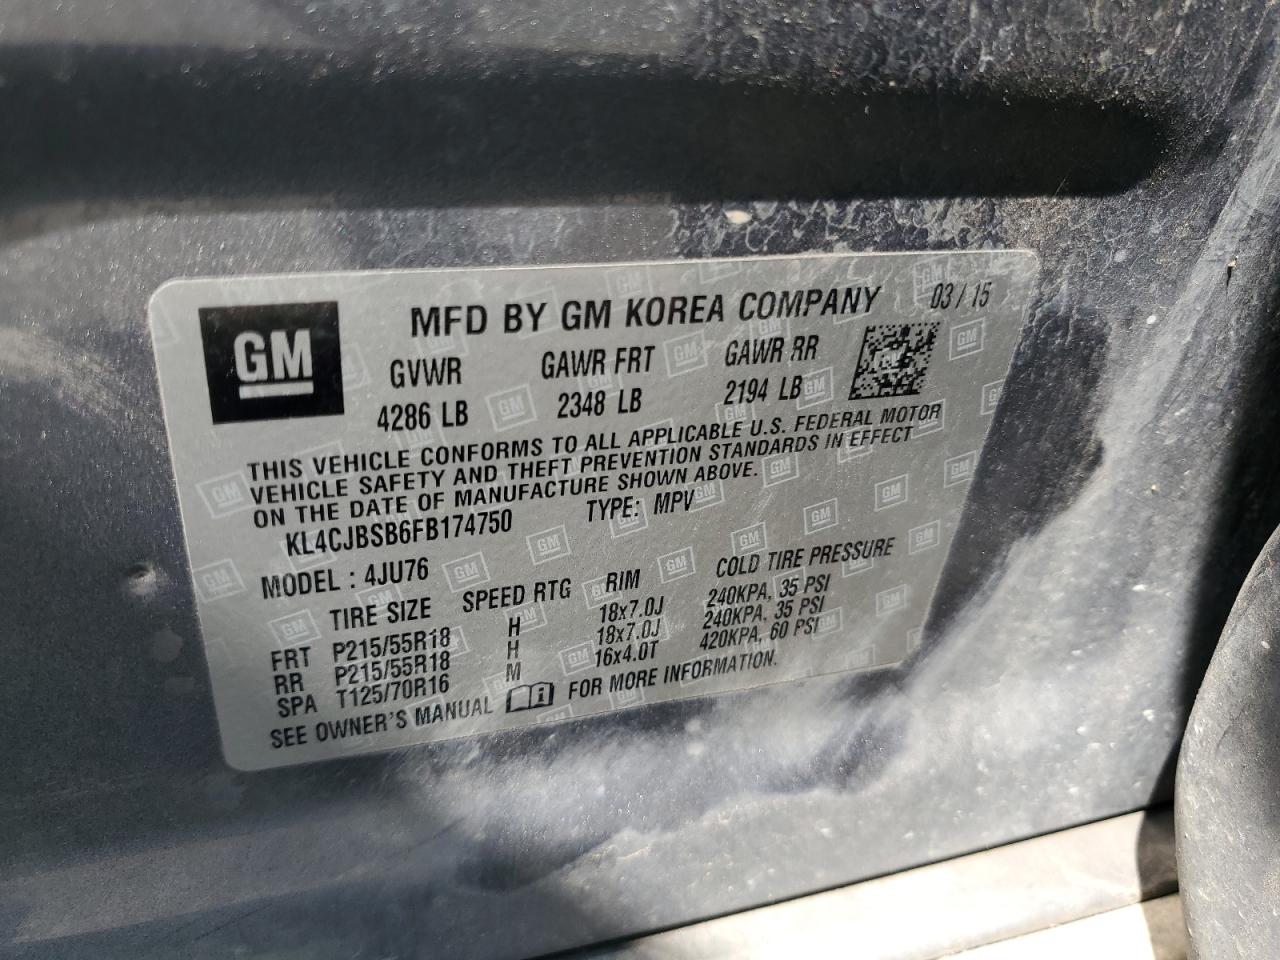 GM
MFD BY GM KOREA COMPANY 03 / 15
GVWR GAWR FRT GAWR RR
4286 LB 2348 LB 2194 LB
THIS VEHICLE CONFORMS TO ALL APPLICABLE U.S. FEDERAL MOTOR
VEHICLE SAFETY AND THEFT PREVENTION STANDARDS IN EFFECT
ON THE DATE OF MANUFACTURE SHOWN ABOVE.
KL4CJBSB6FB174750 TYPE: MPV
MODEL : 4JU76
TIRE SIZE SPEED RTG RIM COLD TIRE PRESSURE
FRT P215/55R18 H 18x7.0J 240KPA, 35 PSI
RR P215/55R18 H 18x7.0J 240KPA, 35 PSI
SPA T125/70R16 M 16x4.0T 420KPA, 60 PSI
SEE OWNER'S MANUAL FOR MORE INFORMATION.